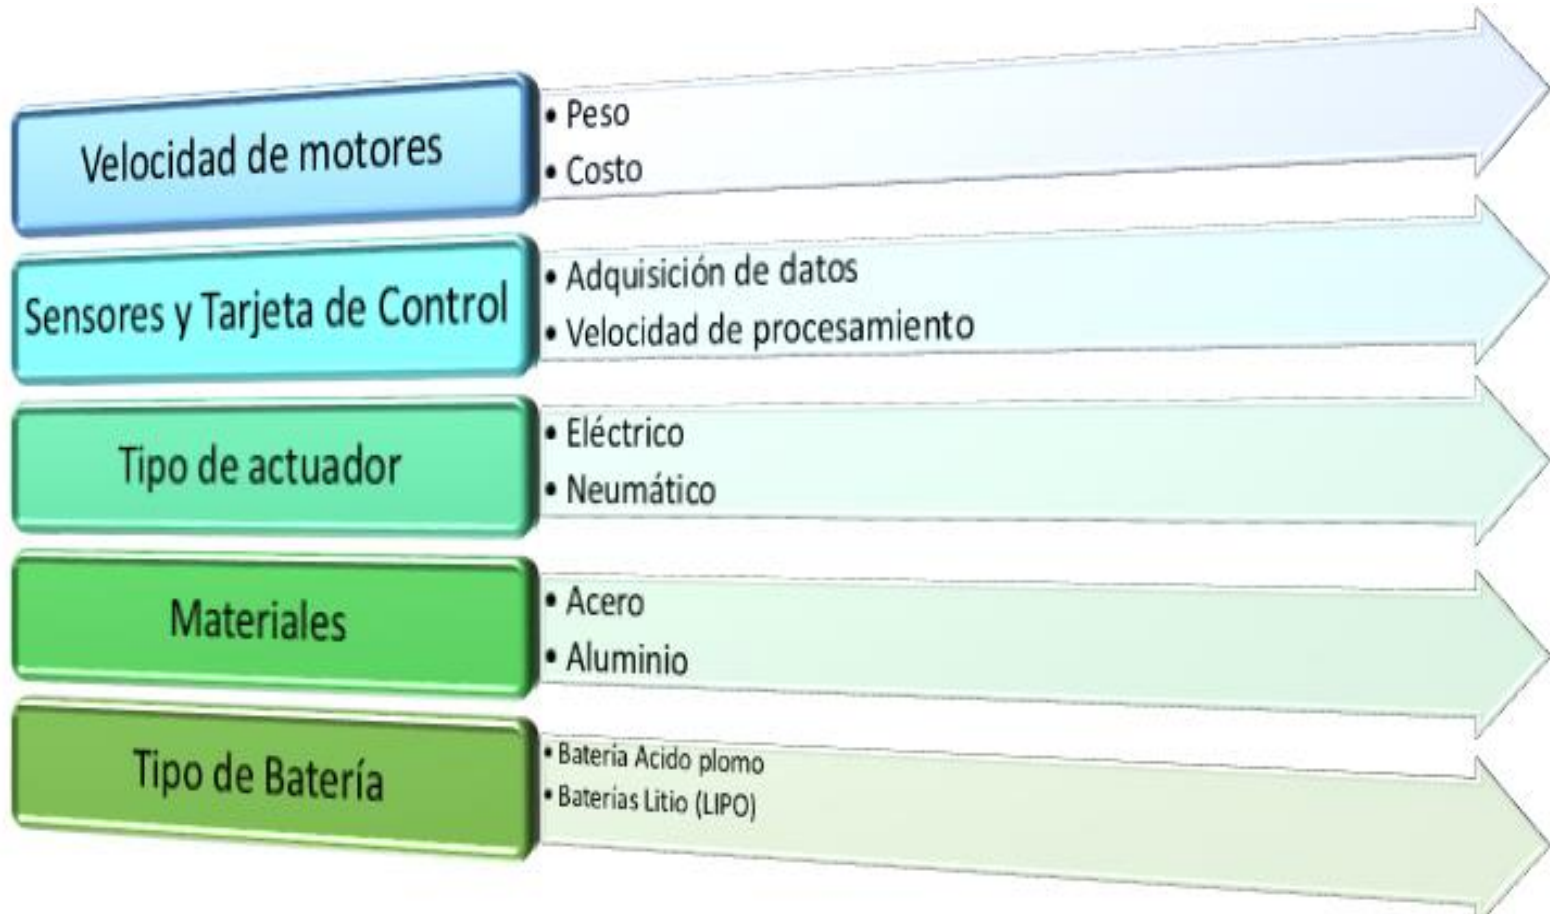 Velocidad de motores
• Peso
• Costo
Sensores y Tarjeta de Control
• Adquisición de datos
• Velocidad de procesamiento
Tipo de actuador
• Eléctrico
• Neumático
Materiales
• Acero
• Aluminio
Tipo de Batería
• Batería Acido plomo
• Baterías Litio (LIPO)